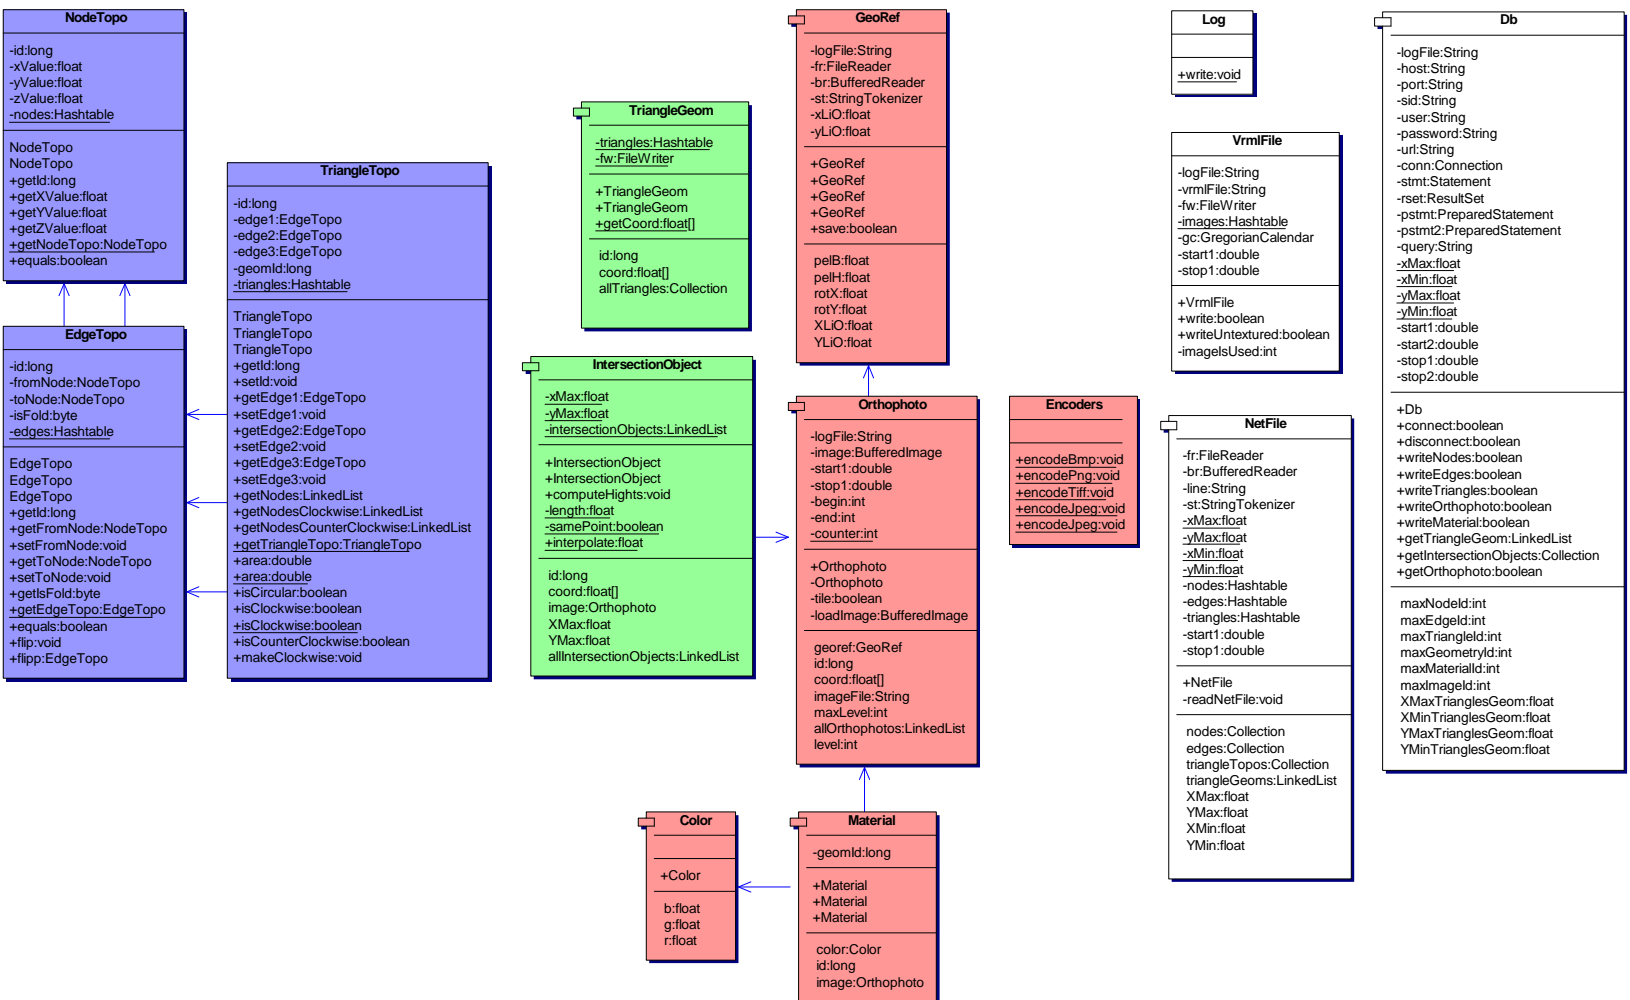 NodeTopo
-id:long
-xValue:float
-yValue:float
-zValue:float
-nodes:Hashtable
NodeTopo
NodeTopo
+getId:long
+getXValue:float
+getYValue:float
+getZValue:float
+getNodeTopo:NodeTopo
+equals:boolean
EdgeTopo
-id:long
-fromNode:NodeTopo
-toNode:NodeTopo
-isFold:byte
-edges:Hashtable
EdgeTopo
EdgeTopo
EdgeTopo
+getId:long
+getFromNode:NodeTopo
+setFromNode:void
+getToNode:NodeTopo
+setToNode:void
+getIsFold:byte
+getEdgeTopo:EdgeTopo
+equals:boolean
+flip:void
+flipp:EdgeTopo
TriangleTopo
-id:long
-edge1:EdgeTopo
-edge2:EdgeTopo
-edge3:EdgeTopo
-geomId:long
-triangles:Hashtable
TriangleTopo
TriangleTopo
TriangleTopo
+getId:long
+setId:void
+getEdge1:EdgeTopo
+setEdge1:void
+getEdge2:EdgeTopo
+setEdge2:void
+getEdge3:EdgeTopo
+setEdge3:void
+getNodes:LinkedList
+getNodesClockwise:LinkedList
+getNodesCounterClockwise:LinkedList
+getTriangleTopo:TriangleTopo
+area:double
+area:double
+isCircular:boolean
+isClockwise:boolean
+isClockwise:boolean
+isCounterClockwise:boolean
+makeClockwise:void
TriangleGeom
-triangles:Hashtable
-fw:FileWriter
+TriangleGeom
+TriangleGeom
+getCoord:float[]
id:long
coord:float[]
allTriangles:Collection
IntersectionObject
-xMax:float
-yMax:float
-intersectionObjects:LinkedList
+IntersectionObject
+IntersectionObject
+computeHights:void
-length:float
-samePoint:boolean
+interpolate:float
id:long
coord:float[]
image:Orthophoto
XMax:float
YMax:float
allIntersectionObjects:LinkedList
GeoRef
-logFile:String
-fr:FileReader
-br:BufferedReader
-st:StringTokenizer
-xLiO:float
-yLiO:float
+GeoRef
+GeoRef
+GeoRef
+GeoRef
+save:boolean
pelB:float
pelH:float
rotX:float
rotY:float
XLiO:float
YLiO:float
Orthophoto
-logFile:String
-image:BufferedImage
-start1:double
-stop1:double
-begin:int
-end:int
-counter:int
+Orthophoto
-Orthophoto
-tile:boolean
-loadImage:BufferedImage
georef:GeoRef
id:long
coord:float[]
imageFile:String
maxLevel:int
allOrthophotos:LinkedList
level:int
Color
+Color
b:float
g:float
r:float
Material
-geomId:long
+Material
+Material
+Material
color:Color
id:long
image:Orthophoto
Encoders
+encodeBmp:void
+encodePng:void
+encodeTiff:void
+encodeJpeg:void
+encodeJpeg:void
Log
+write:void
VrmlFile
-logFile:String
-vrmlFile:String
-fw:FileWriter
-images:Hashtable
-gc:GregorianCalendar
-start1:double
-stop1:double
+VrmlFile
+write:boolean
+writeUntextured:boolean
-imageIsUsed:int
NetFile
-fr:FileReader
-br:BufferedReader
-line:String
-st:StringTokenizer
-xMax:float
-yMax:float
-xMin:float
-yMin:float
-nodes:Hashtable
-edges:Hashtable
-triangles:Hashtable
-start1:double
-stop1:double
+NetFile
-readNetFile:void
nodes:Collection
edges:Collection
triangleTopos:Collection
triangleGeoms:LinkedList
XMax:float
YMax:float
XMin:float
YMin:float
Db
-logFile:String
-host:String
-port:String
-sid:String
-user:String
-password:String
-url:String
-conn:Connection
-stmt:Statement
-rset:ResultSet
-pstmt:PreparedStatement
-pstmt2:PreparedStatement
-query:String
-xMax:float
-xMin:float
-yMax:float
-yMin:float
-start1:double
-start2:double
-stop1:double
-stop2:double
+Db
+connect:boolean
+disconnect:boolean
+writeNodes:boolean
+writeEdges:boolean
+writeTriangles:boolean
+writeOrthophoto:boolean
+writeMaterial:boolean
+getTriangleGeom:LinkedList
+getIntersectionObjects:Collection
+getOrthophoto:boolean
maxNodeId:int
maxEdgeId:int
maxTriangleId:int
maxGeometryId:int
maxMaterialId:int
maxImageId:int
XMaxTrianglesGeom:float
XMinTrianglesGeom:float
YMaxTrianglesGeom:float
YMinTrianglesGeom:float